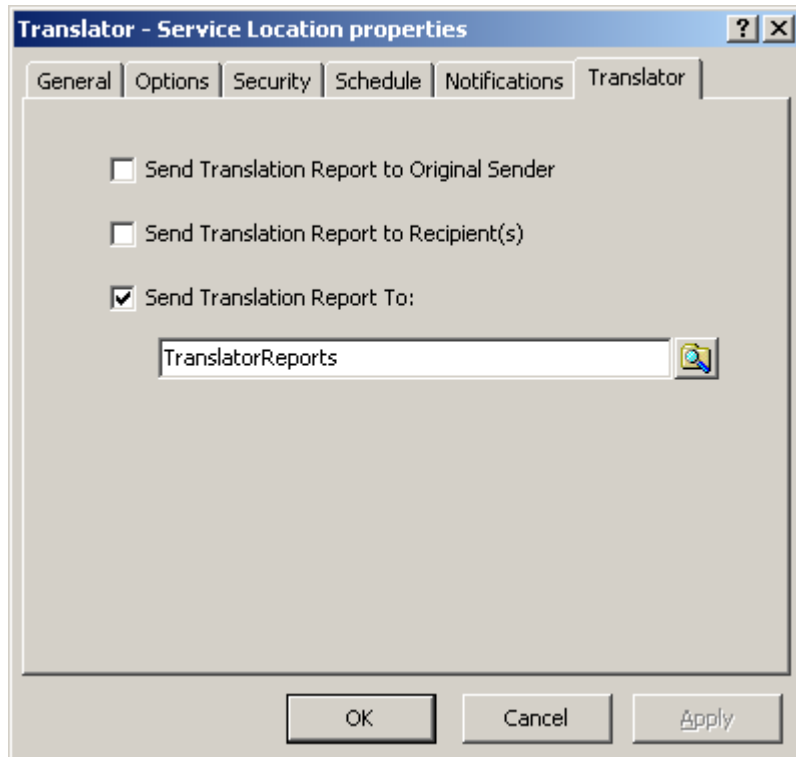 Translator - Service Location properties
General Options Security Schedule Notifications Translator
Send Translation Report to Original Sender
Send Translation Report to Recipient(s)
Send Translation Report To:
TranslatorReports
OK Cancel Apply